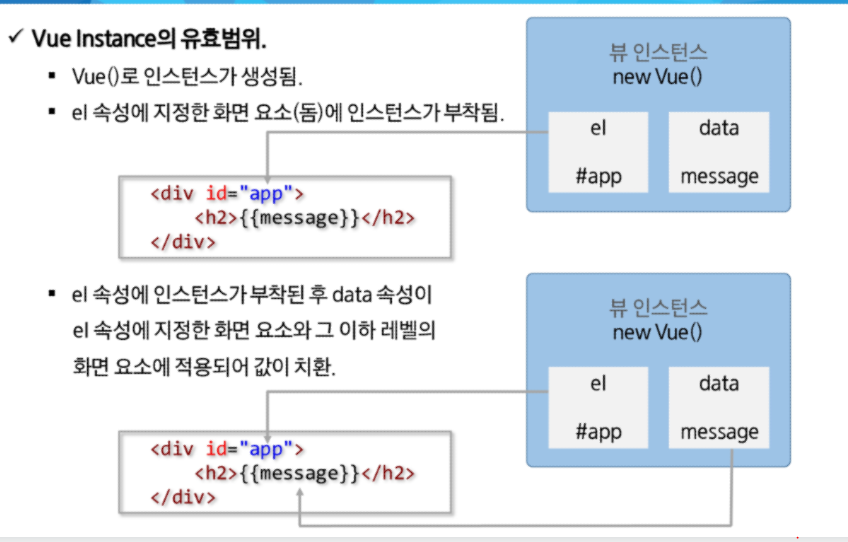 ✓ Vue Instance의 유효범위.
▪ Vue()로 인스턴스가 생성됨.
▪ el 속성에 지정한 화면 요소(돔)에 인스턴스가 부착됨.
뷰 인스턴스
new Vue()
el data
#app message
<div id="app">
<h2>{{message}}</h2>
</div>
▪ el 속성에 인스턴스가 부착된 후 data 속성이
el 속성에 지정한 화면 요소와 그 이하 레벨의
화면 요소에 적용되어 값이 치환.
뷰 인스턴스
new Vue()
el data
#app message
<div id="app">
<h2>{{message}}</h2>
</div>